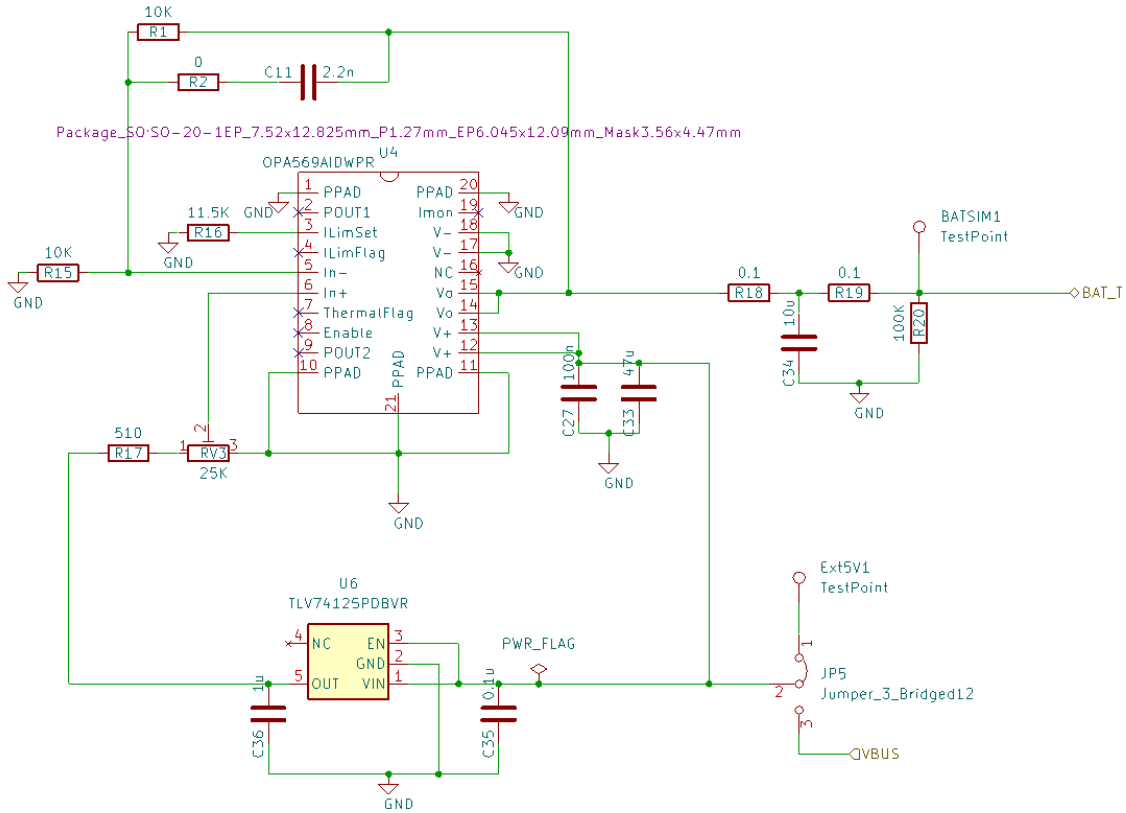 10K
R1
0
R2
C11
2.2n
Package_SO:SO-20-1EP_7.52x12.825mm_P1.27mm_EP6.045x12.09mm_Mask3.56x4.47mm
U4
OPA569AIDWPR
1
PPAD
PPAD
20
GND
2
POUT1
Imon
19
GND
11.5K
R16
3
ILimSet
V-
18
GND
4
ILimFlag
V-
17
GND
10K
R15
5
In-
NC
16
GND
6
In+
Vo
15
7
ThermalFlag
Vo
14
8
Enable
V+
13
9
POUT2
V+
12
10
PPAD
PPAD
11
PPAD
21
BATSIM1
TestPoint
0.1
R18
0.1
R19
BAT_T
10u
C34
100K
R20
GND
100n
C27
47u
C33
GND
510
R17
1
2
3
RV3
25K
GND
Ext5V1
TestPoint
U6
TLV74125PDBVR
4
NC
EN
3
GND
2
5
OUT
VIN
1
PWR_FLAG
1u
C36
0.1u
C35
GND
1
JP5
2
Jumper_3_Bridged12
3
VBUS